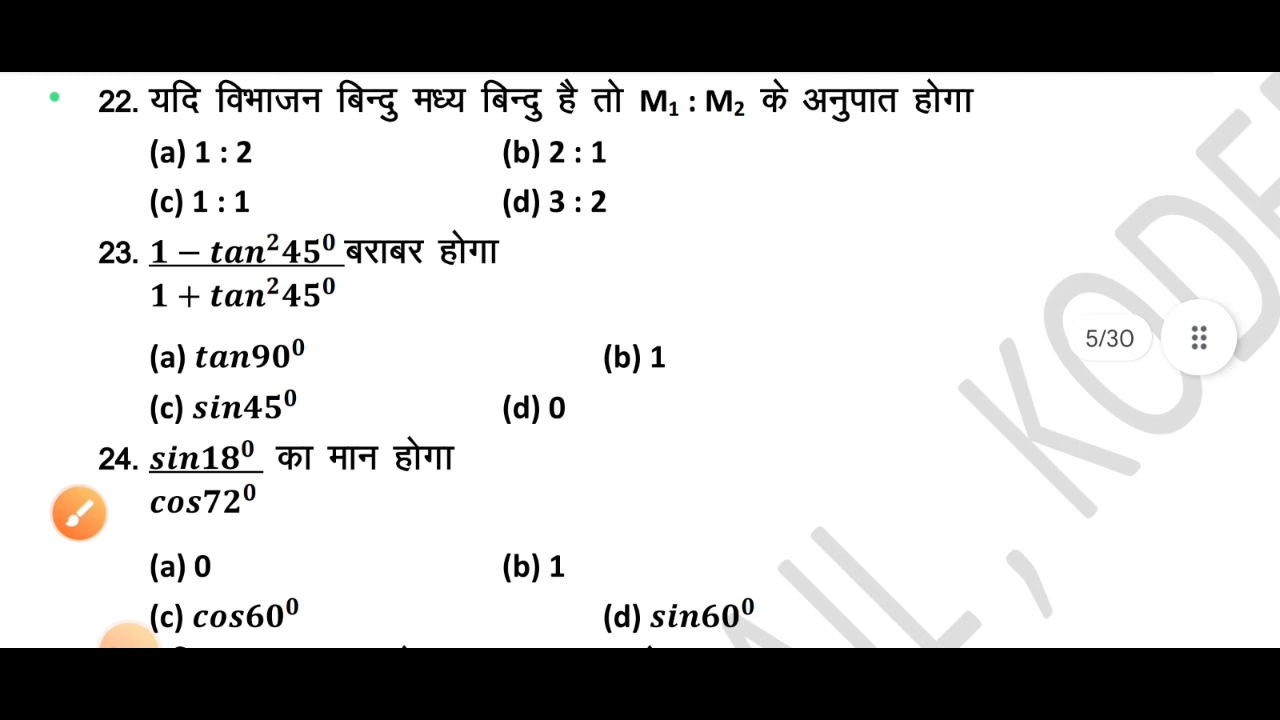 22. यदि विभाजन बिन्दु मध्य बिन्दु है तो M₁ : M₂ के अनुपात होगा
(a) 1 : 2 (b) 2 : 1
(c) 1 : 1 (d) 3 : 2
23. 1 − tan²45⁰ बराबर होगा
1 + tan²45⁰
5/30
(a) tan90⁰ (b) 1
(c) sin45⁰ (d) 0
24. sin18⁰ का मान होगा
cos72⁰
(a) 0 (b) 1
(c) cos60⁰ (d) sin60⁰